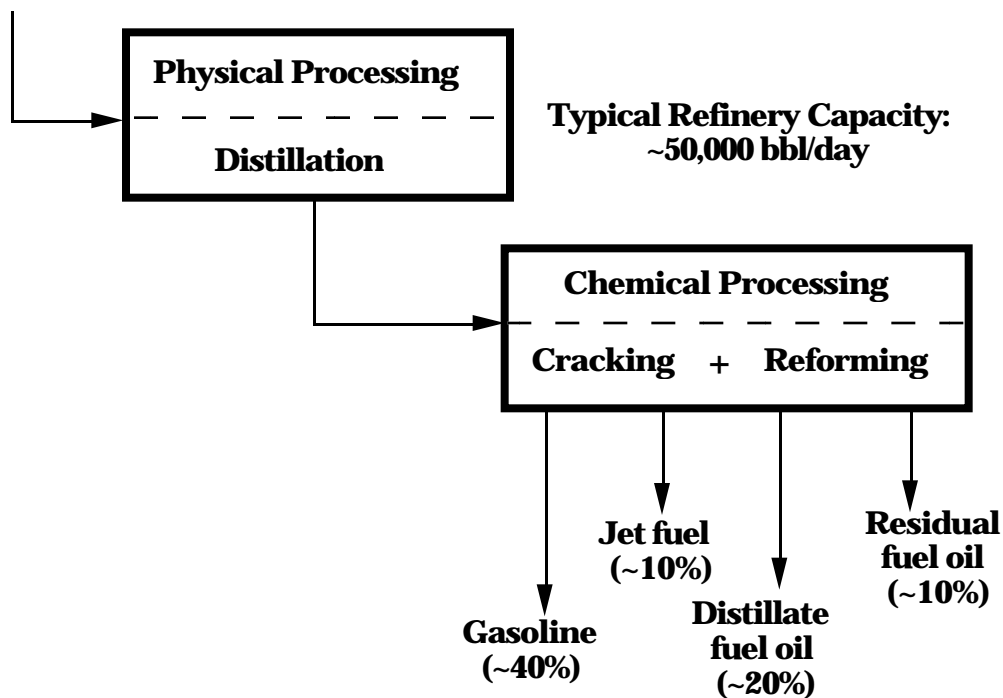 Physical Processing
Distillation
Typical Refinery Capacity:
~50,000 bbl/day
Chemical Processing
Cracking + Reforming
Gasoline
(~40%)
Jet fuel
(~10%)
Distillate
fuel oil
(~20%)
Residual
fuel oil
(~10%)